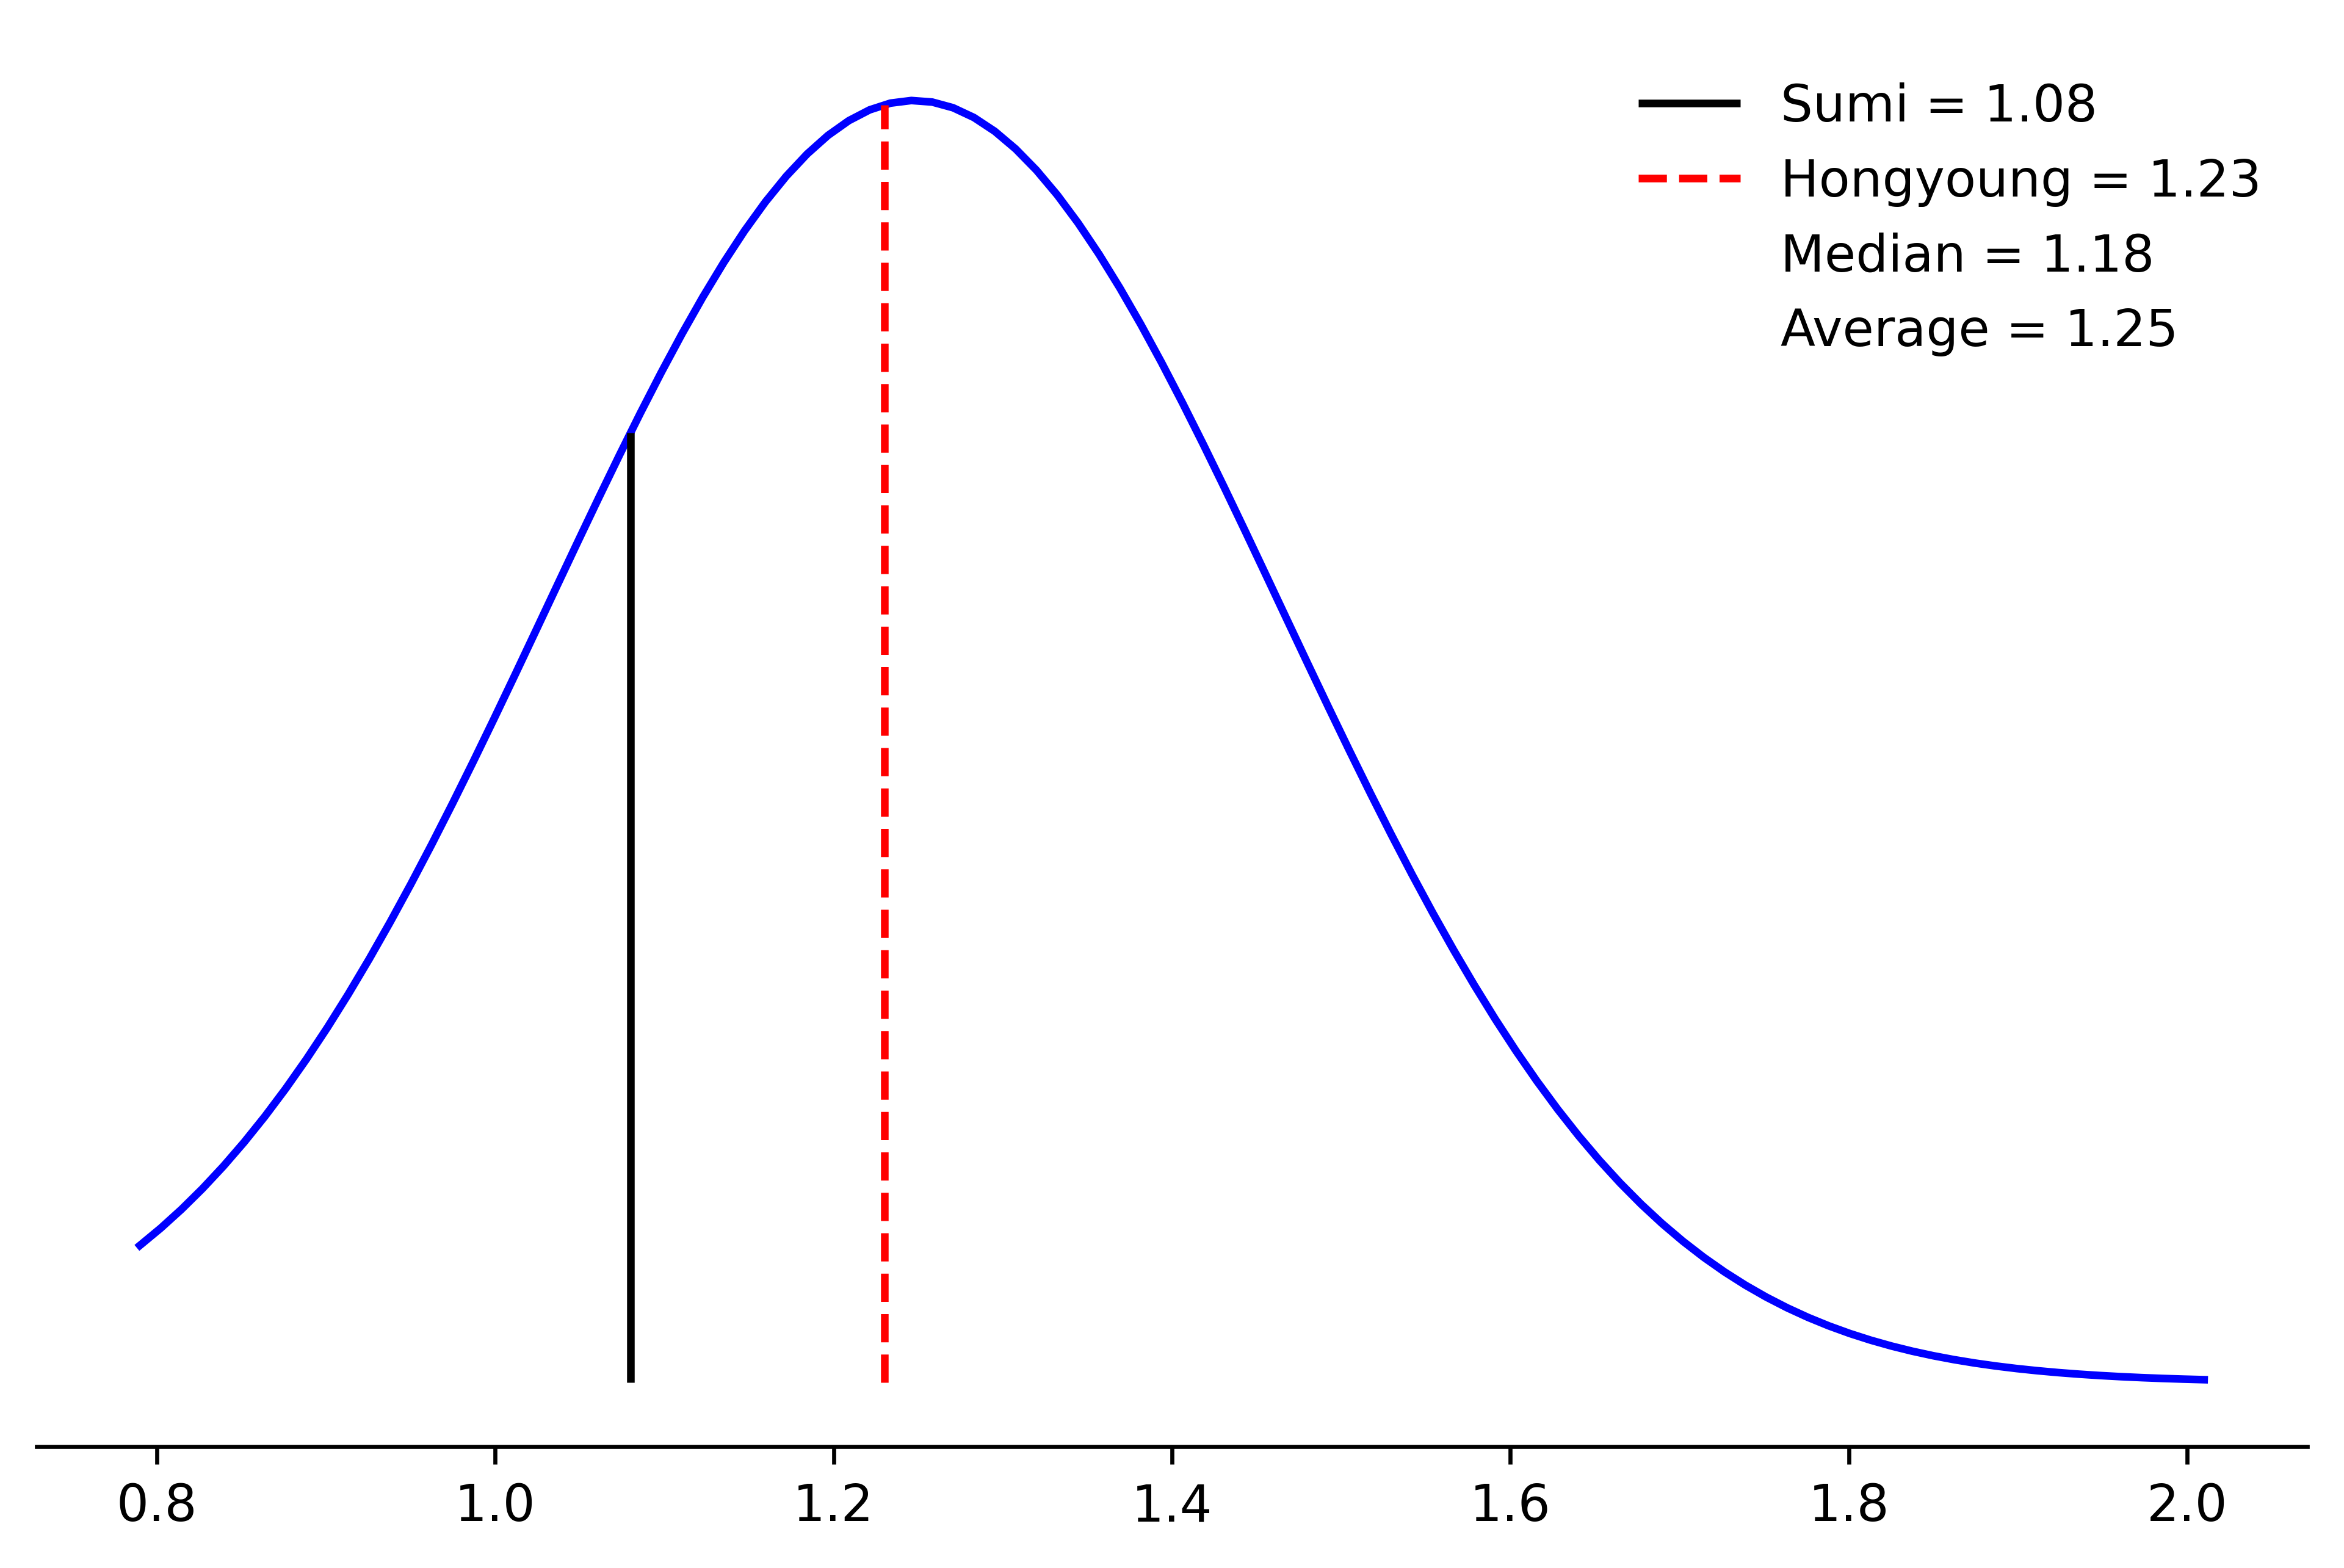 Sumi = 1.08
Hongyoung = 1.23
Median = 1.18
Average = 1.25
0.8 1.0 1.2 1.4 1.6 1.8 2.0